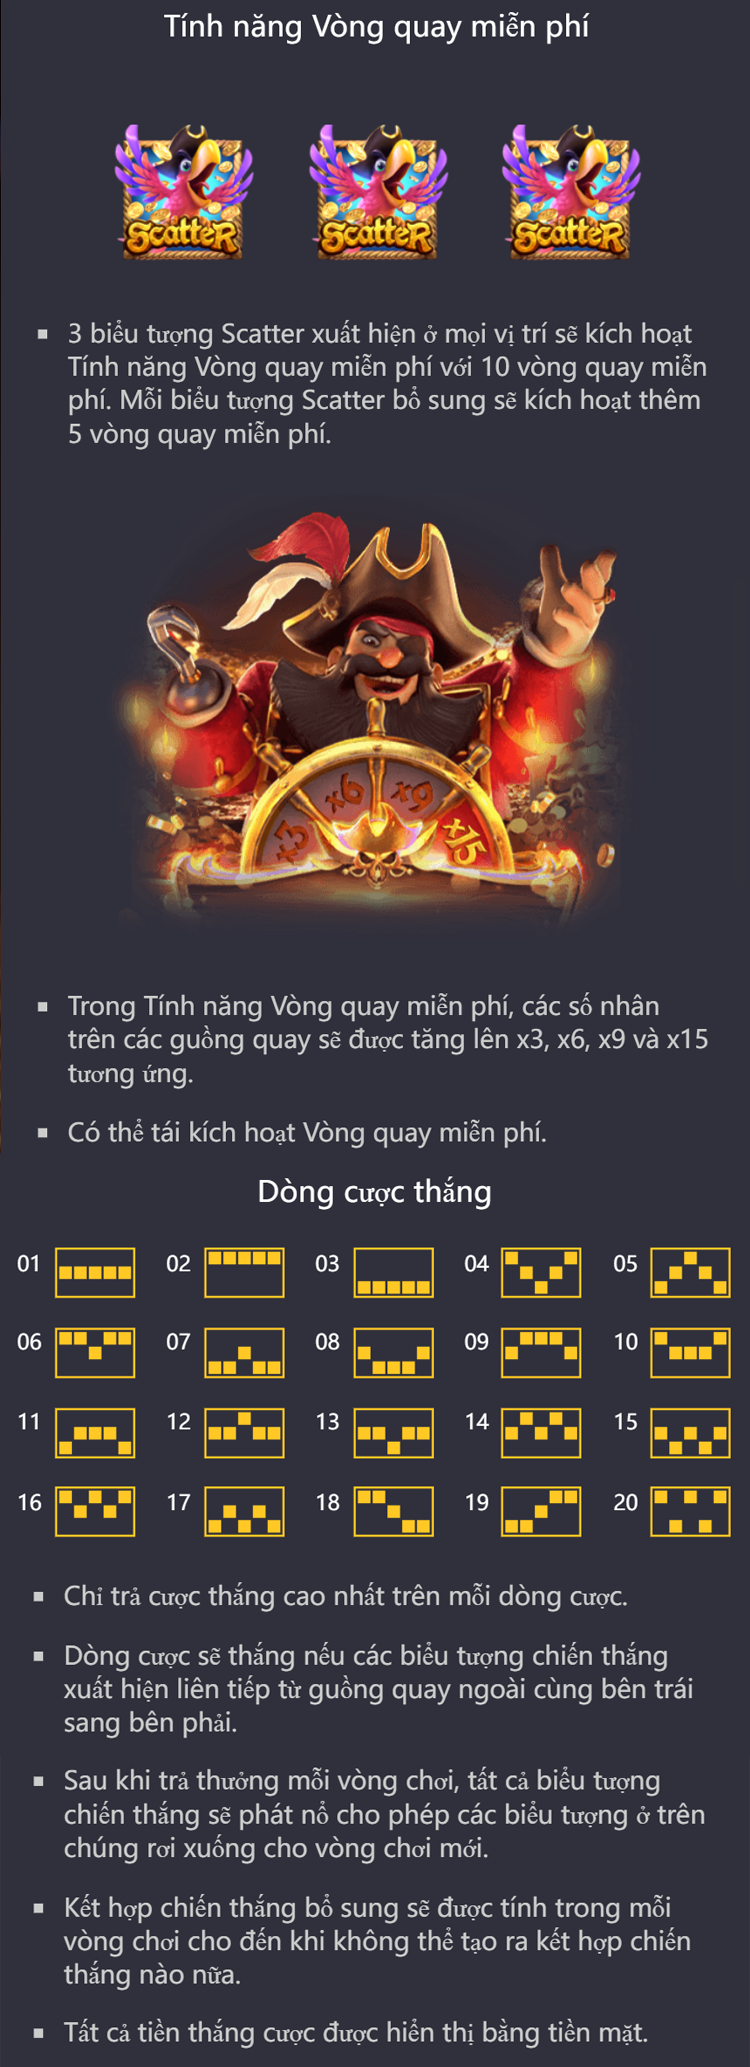 Tính năng Vòng quay miễn phí
Scatter Scatter Scatter
3 biểu tượng Scatter xuất hiện ở mọi vị trí sẽ kích hoạt
Tính năng Vòng quay miễn phí với 10 vòng quay miễn
phí. Mỗi biểu tượng Scatter bổ sung sẽ kích hoạt thêm
5 vòng quay miễn phí.
x3 x6 x9 x15
Trong Tính năng Vòng quay miễn phí, các số nhân
trên các guồng quay sẽ được tăng lên x3, x6, x9 và x15
tương ứng.
Có thể tái kích hoạt Vòng quay miễn phí.
Dòng cược thắng
01 02 03 04 05
06 07 08 09 10
11 12 13 14 15
16 17 18 19 20
Chỉ trả cược thắng cao nhất trên mỗi dòng cược.
Dòng cược sẽ thắng nếu các biểu tượng chiến thắng
xuất hiện liên tiếp từ guồng quay ngoài cùng bên trái
sang bên phải.
Sau khi trả thưởng mỗi vòng chơi, tất cả biểu tượng
chiến thắng sẽ phát nổ cho phép các biểu tượng ở trên
chúng rơi xuống cho vòng chơi mới.
Kết hợp chiến thắng bổ sung sẽ được tính trong mỗi
vòng chơi cho đến khi không thể tạo ra kết hợp chiến
thắng nào nữa.
Tất cả tiền thắng cược được hiển thị bằng tiền mặt.